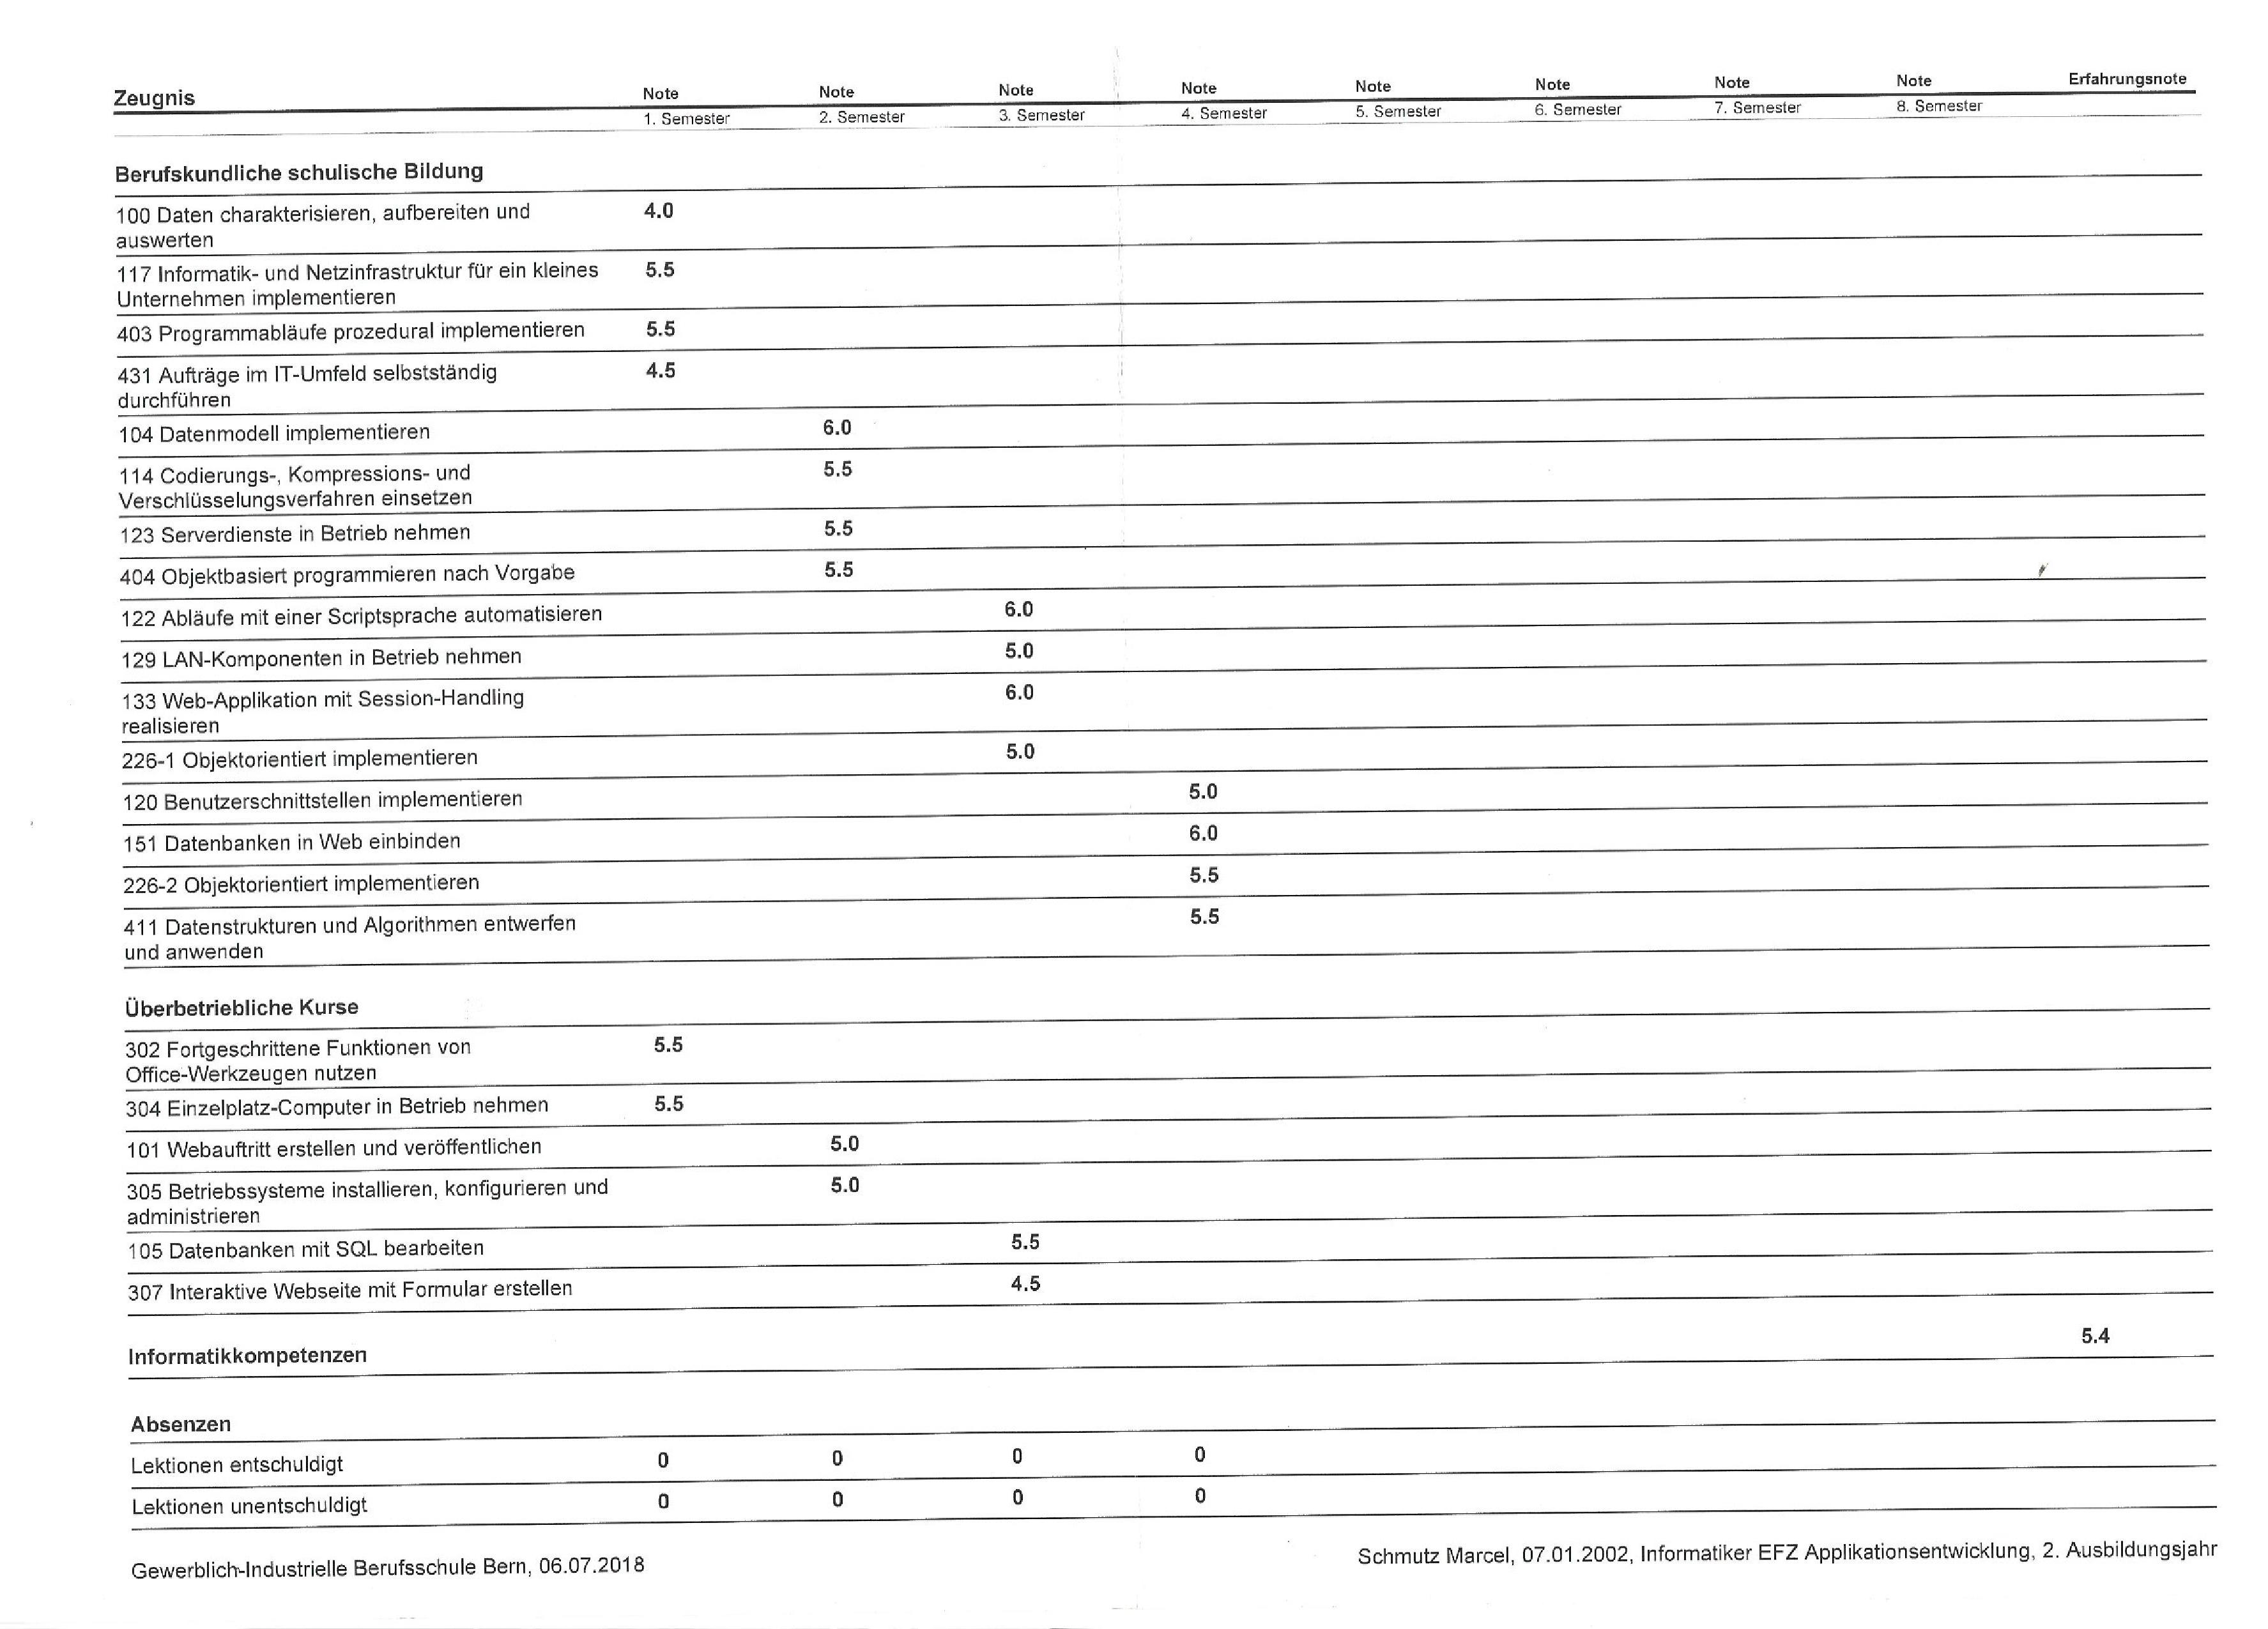 Zeugnis Note Note Note Note Note Note Note Note Erfahrungsnote
1. Semester 2. Semester 3. Semester 4. Semester 5. Semester 6. Semester 7. Semester 8. Semester
Berufskundliche schulische Bildung
100 Daten charakterisieren, aufbereiten und 4.0
auswerten
117 Informatik- und Netzinfrastruktur für ein kleines 5.5
Unternehmen implementieren
403 Programmabläufe prozedural implementieren 5.5
431 Aufträge im IT-Umfeld selbstständig 4.5
durchführen
104 Datenmodell implementieren 6.0
114 Codierungs-, Kompressions- und 5.5
Verschlüsselungsverfahren einsetzen
123 Serverdienste in Betrieb nehmen 5.5
404 Objektbasiert programmieren nach Vorgabe 5.5
122 Abläufe mit einer Scriptsprache automatisieren 6.0
129 LAN-Komponenten in Betrieb nehmen 5.0
133 Web-Applikation mit Session-Handling 6.0
realisieren
226-1 Objektorientiert implementieren 5.0
120 Benutzerschnittstellen implementieren 5.0
151 Datenbanken in Web einbinden 6.0
226-2 Objektorientiert implementieren 5.5
411 Datenstrukturen und Algorithmen entwerfen 5.5
und anwenden
Überbetriebliche Kurse
302 Fortgeschrittene Funktionen von 5.5
Office-Werkzeugen nutzen
304 Einzelplatz-Computer in Betrieb nehmen 5.5
101 Webauftritt erstellen und veröffentlichen 5.0
305 Betriebssysteme installieren, konfigurieren und 5.0
administrieren
105 Datenbanken mit SQL bearbeiten 5.5
307 Interaktive Webseite mit Formular erstellen 4.5
Informatikkompetenzen 5.4
Absenzen
Lektionen entschuldigt 0 0 0 0
Lektionen unentschuldigt 0 0 0 0
Gewerblich-Industrielle Berufsschule Bern, 06.07.2018 Schmutz Marcel, 07.01.2002, Informatiker EFZ Applikationsentwicklung, 2. Ausbildungsjahr